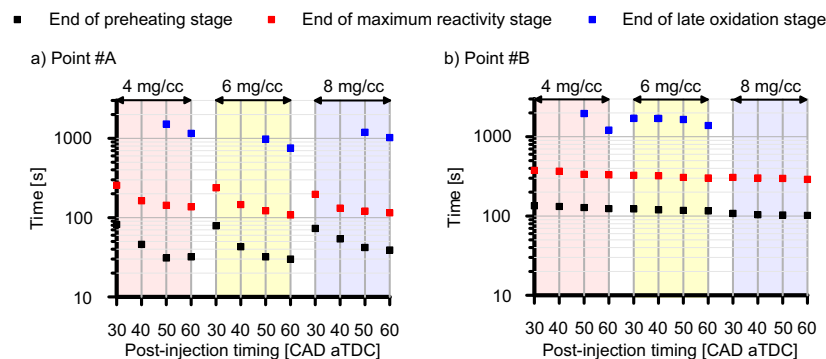 End of preheating stage End of maximum reactivity stage End of late oxidation stage
a) Point #A
4 mg/cc 6 mg/cc 8 mg/cc
1000
100
10
Time [s]
30 40 50 60 30 40 50 60 30 40 50 60
Post-injection timing [CAD aTDC]
b) Point #B
4 mg/cc 6 mg/cc 8 mg/cc
1000
100
10
Time [s]
30 40 50 60 30 40 50 60 30 40 50 60
Post-injection timing [CAD aTDC]